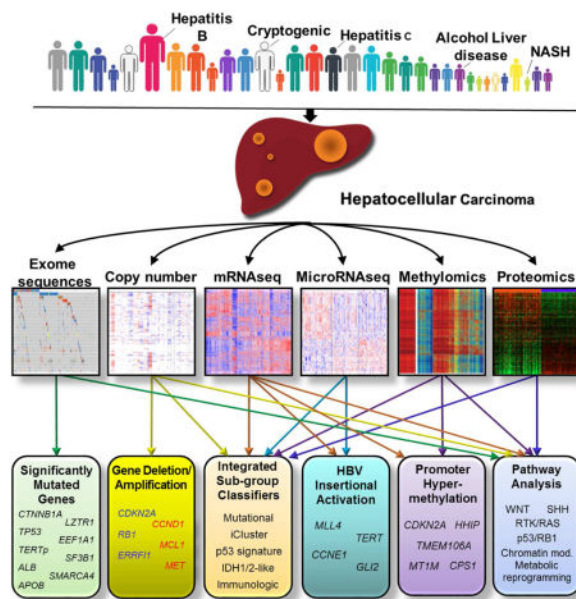 Hepatitis
B
Cryptogenic
Hepatitis C
Alcohol Liver
disease
NASH
Hepatocellular Carcinoma
Exome
sequences
Copy number
mRNAseq
MicroRNAseq
Methylomics
Proteomics
Significantly
Mutated
Genes
CTNNB1A
LZTR1
TP53
EEF1A1
TERTp
SF3B1
ALB
SMARCA4
APOB
Gene Deletion/
Amplification
CDKN2A
CCND1
RB1
MCL1
ERRFI1
MET
Integrated
Sub-group
Classifiers
Mutational
iCluster
p53 signature
IDH1/2-like
Immunologic
HBV
Insertional
Activation
MLL4
TERT
CCNE1
GLI2
Promoter
Hyper-
methylation
CDKN2A HHIP
TMEM106A
MT1M CPS1
Pathway
Analysis
WNT SHH
RTK/RAS
p53/RB1
Chromatin mod.
Metabolic
reprogramming